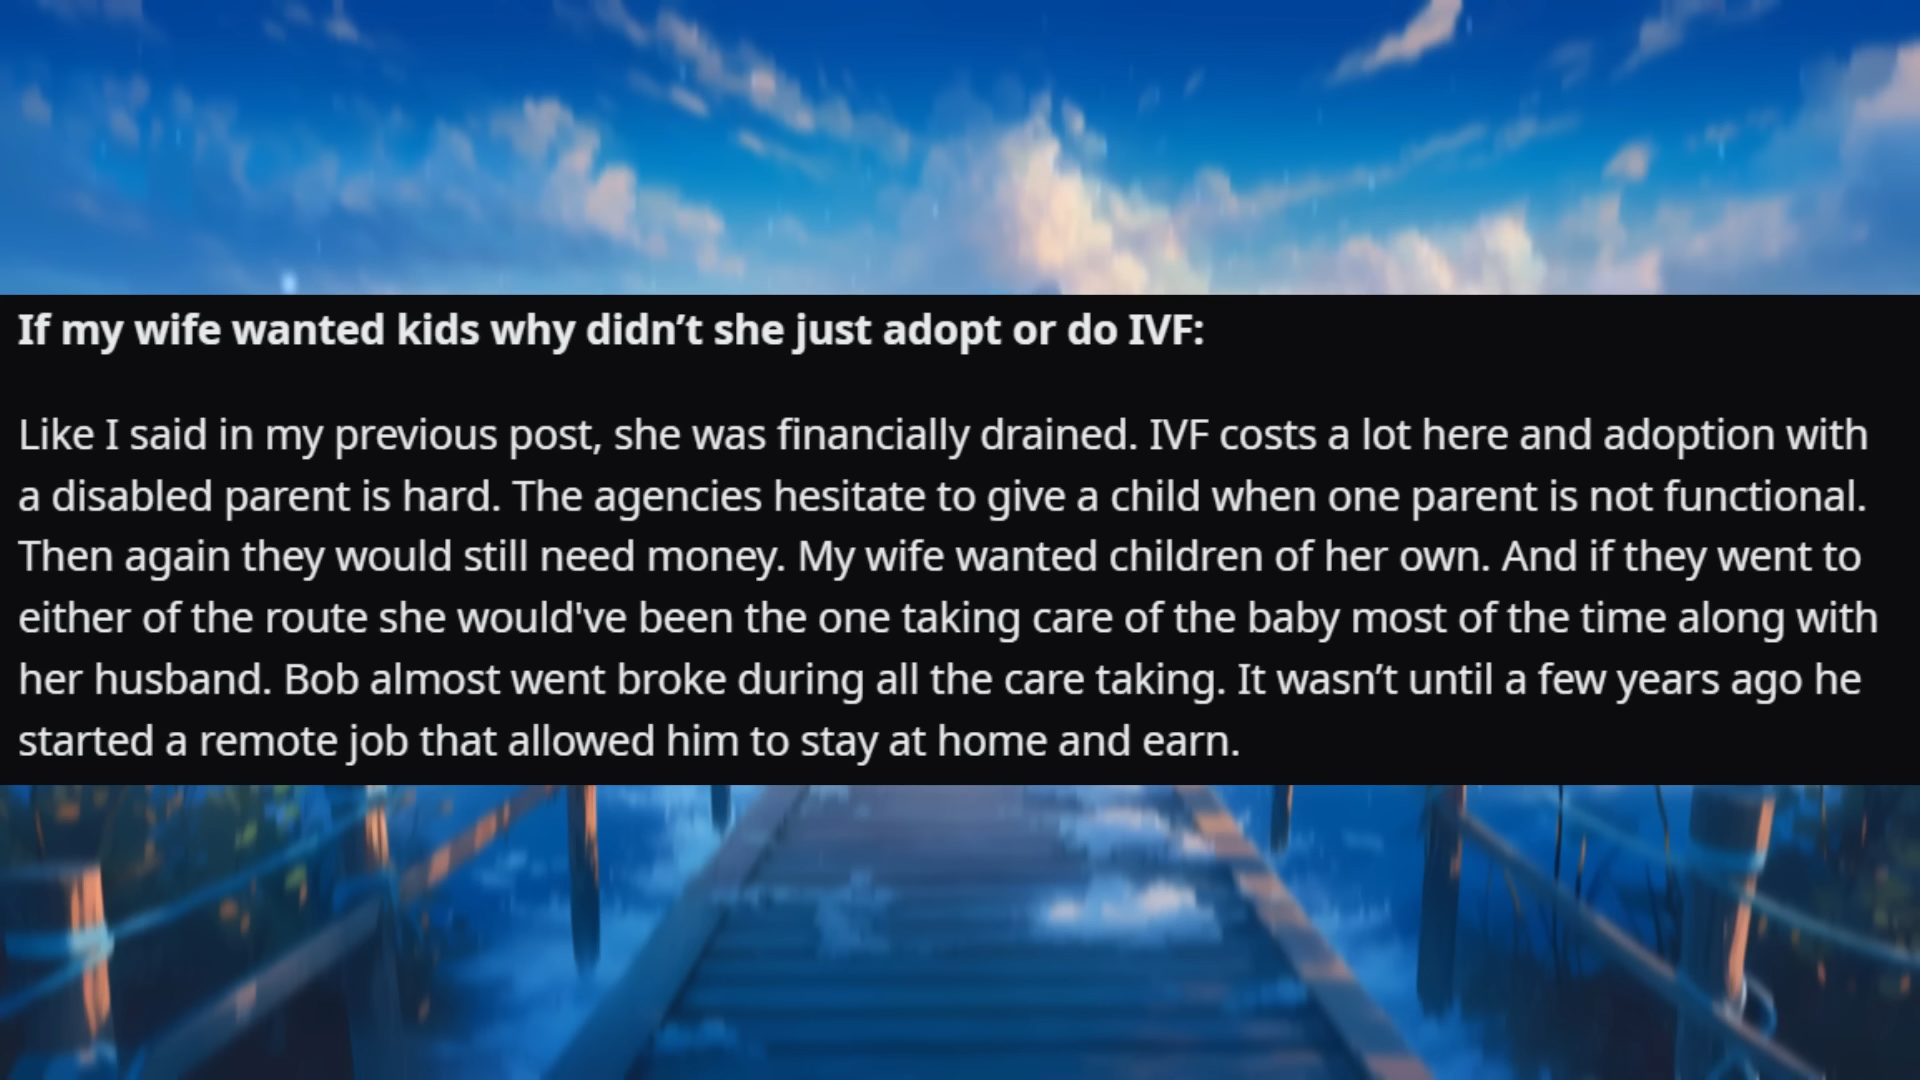 If my wife wanted kids why didn’t she just adopt or do IVF:
Like I said in my previous post, she was financially drained. IVF costs a lot here and adoption with
a disabled parent is hard. The agencies hesitate to give a child when one parent is not functional.
Then again they would still need money. My wife wanted children of her own. And if they went to
either of the route she would've been the one taking care of the baby most of the time along with
her husband. Bob almost went broke during all the care taking. It wasn’t until a few years ago he
started a remote job that allowed him to stay at home and earn.